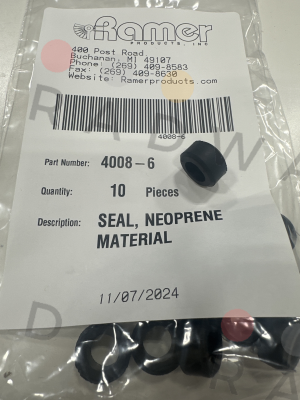 Ramer
PRODUCTS, INC
400 Post Road.
Buchanan, MI 49107
Phone: (269) 409-8583
Fax: (269) 409-8630
Website: Ramerproducts.com
4008-6
Part Number: 4008-6
Quantity: 10 Pieces
Description: SEAL, NEOPRENE
MATERIAL
11/07/2024